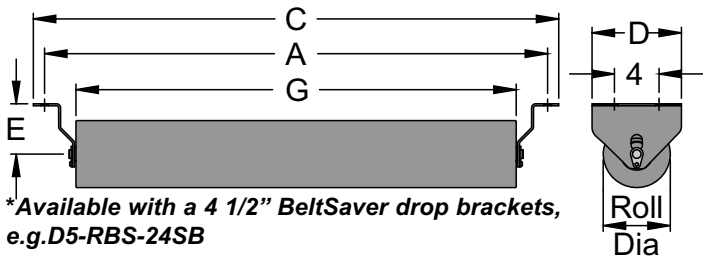 C
A
D
G
4
E
*Available with a 4 1/2” BeltSaver drop brackets,
e.g.D5-RBS-24SB
Roll
Dia